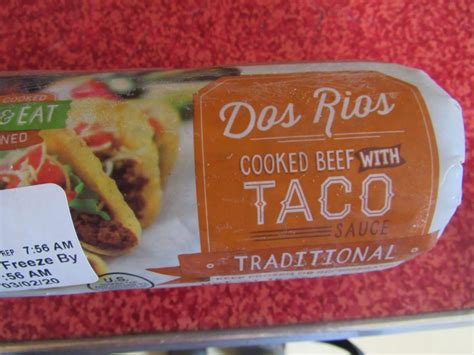 COOKED
& EAT
NED
Dos Rios
COOKED BEEF WITH
TACO
SAUCE
TRADITIONAL
PREP 7:56 AM
Freeze By
:56 AM
03/02/20
U.S.